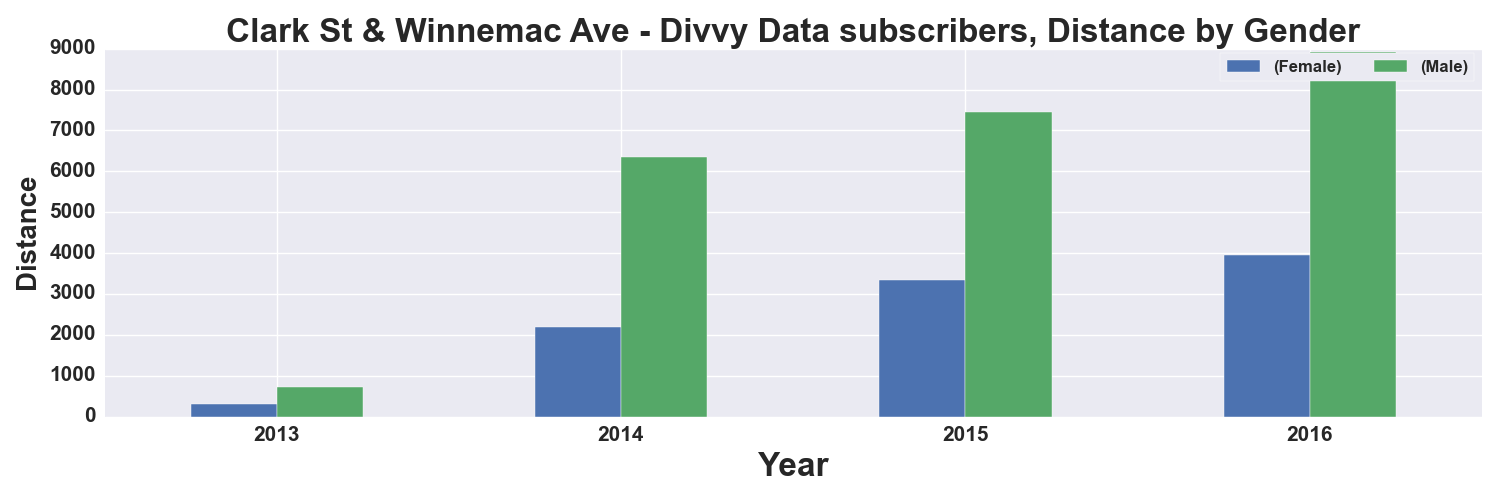 Clark St & Winnemac Ave - Divvy Data subscribers, Distance by Gender
(Female) (Male)
Distance
9000
8000
7000
6000
5000
4000
3000
2000
1000
0
2013 2014 2015 2016
Year